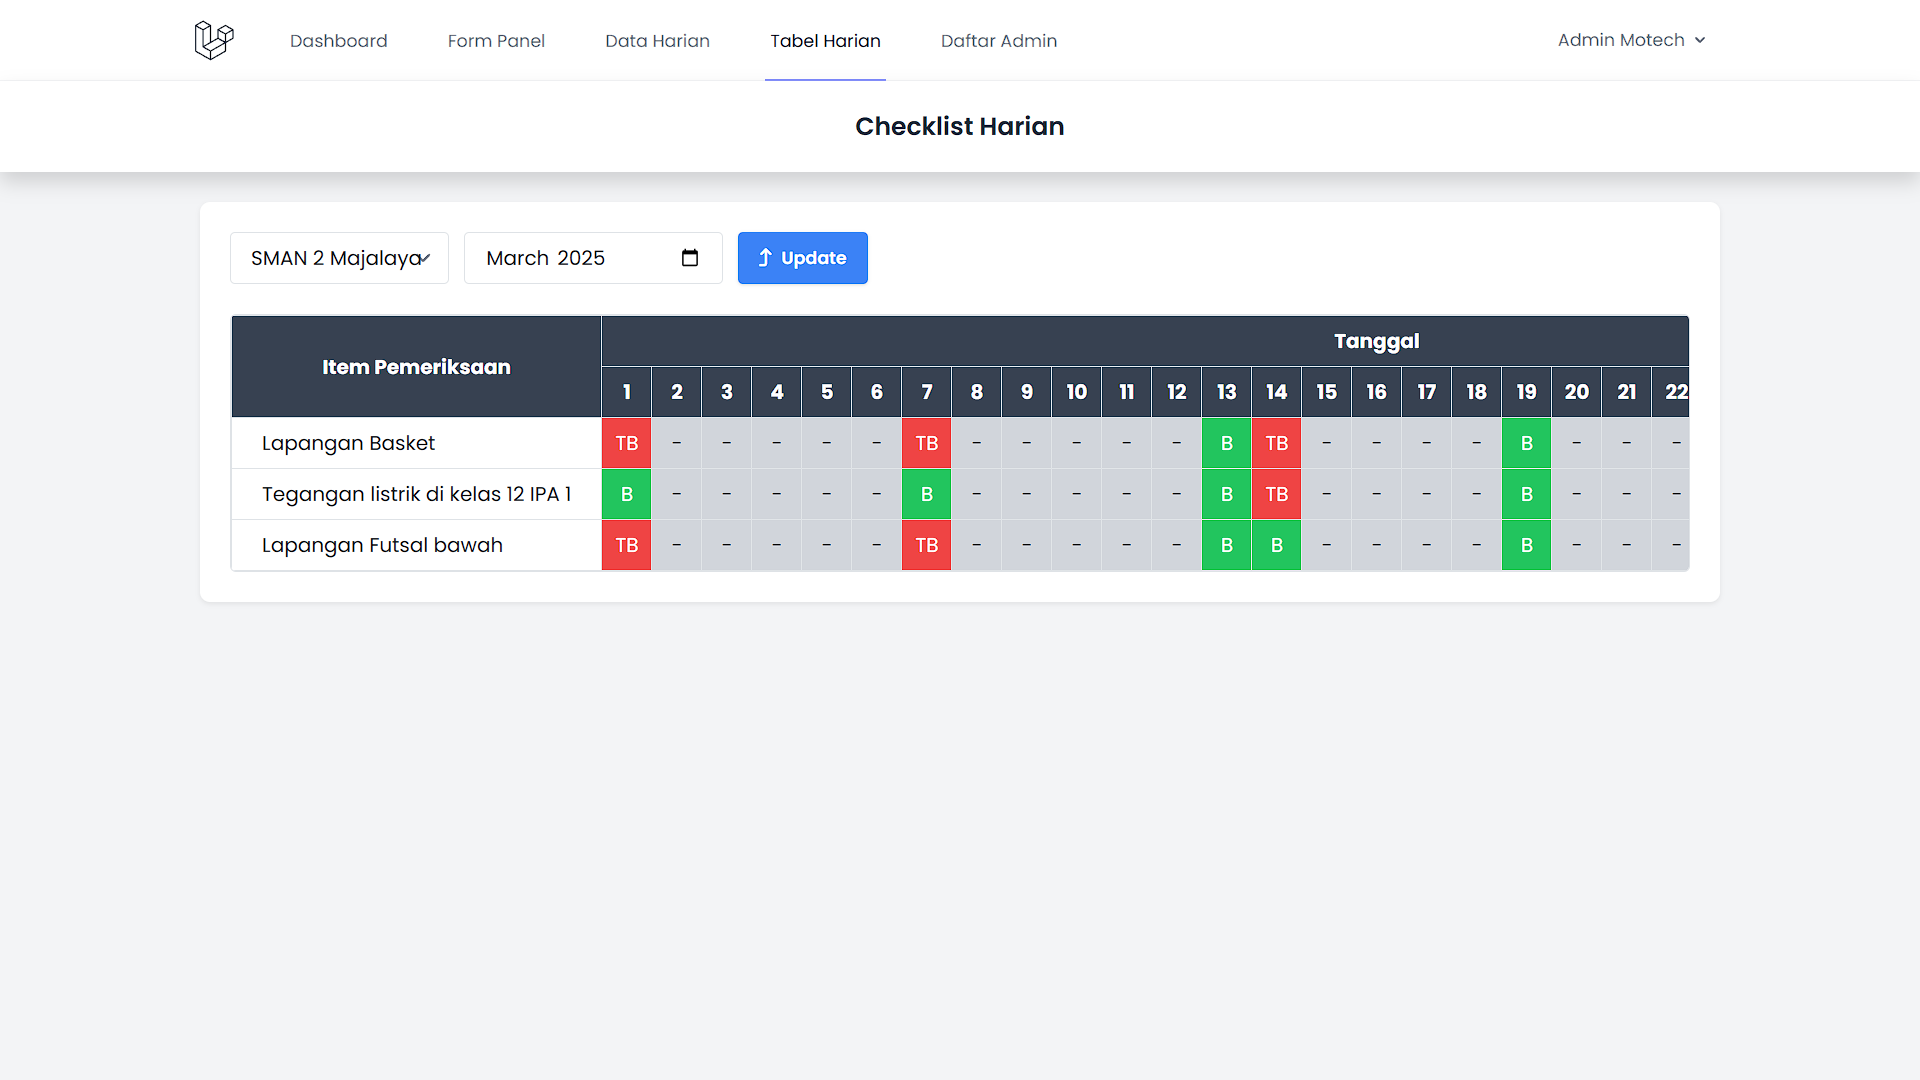 Dashboard Form Panel Data Harian Tabel Harian Daftar Admin Admin Motech
Checklist Harian
SMAN 2 Majalaya March 2025 Update
Item Pemeriksaan Tanggal
1 2 3 4 5 6 7 8 9 10 11 12 13 14 15 16 17 18 19 20 21 22
Lapangan Basket TB - - - - - TB - - - - - B TB - - - - B - - -
Tegangan listrik di kelas 12 IPA 1 B - - - - - B - - - - - B TB - - - - B - - -
Lapangan Futsal bawah TB - - - - - TB - - - - - B B - - - - B - - -